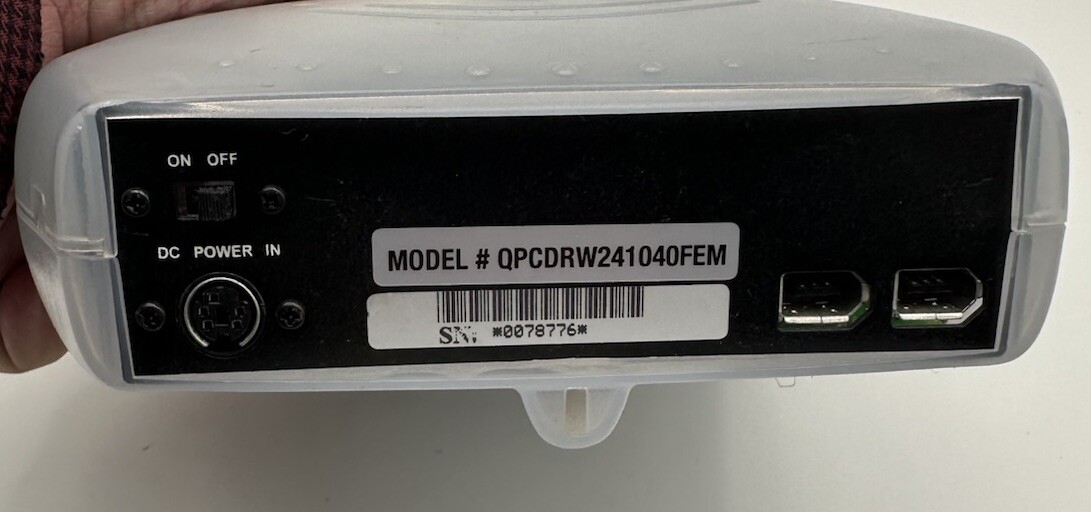 ON OFF
DC POWER IN
MODEL # QPCDRW241040FEM
SN: *0078776*